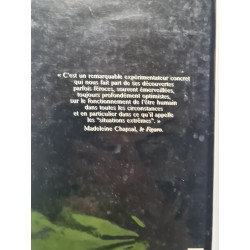 « C'est un remarquable expérimentateur concret
qui nous fait part de ses découvertes
parfois féroces, souvent émerveillées,
toujours profondément optimistes,
sur le fonctionnement de l'être humain
dans toutes les circonstances
et en particulier dans ce qu'il appelle
les "situations extrêmes". »
Madeleine Chapsal, le Figaro.